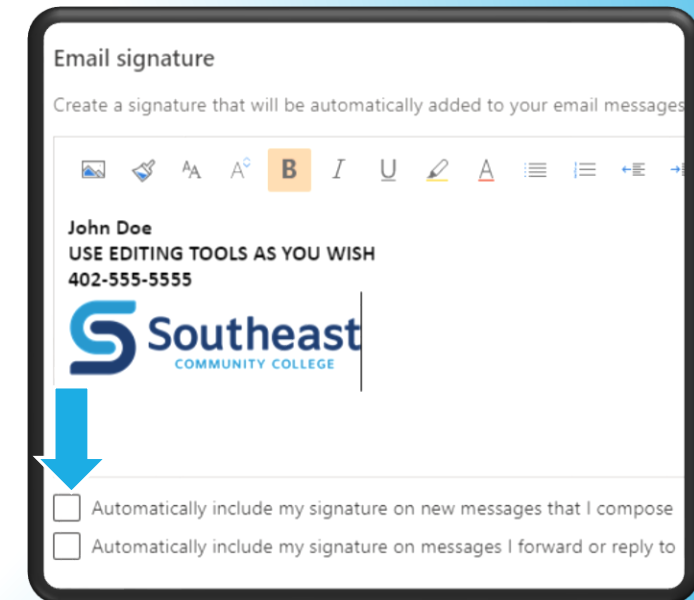 Email signature
Create a signature that will be automatically added to your email messages
AA A B I U A
John Doe
USE EDITING TOOLS AS YOU WISH
402-555-5555
Southeast
COMMUNITY COLLEGE
Automatically include my signature on new messages that I compose
Automatically include my signature on messages I forward or reply to